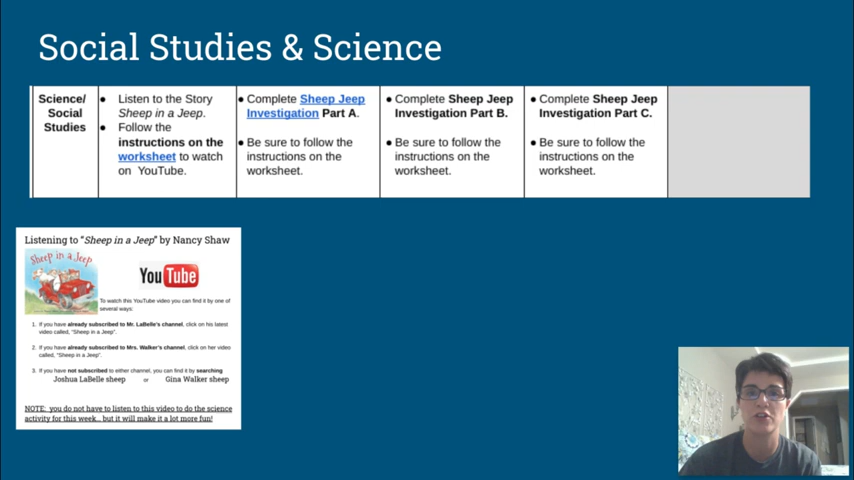 Social Studies & Science
Science/
Social
Studies
● Listen to the Story
Sheep in a Jeep.
● Follow the
instructions on the
worksheet to watch
on YouTube.
● Complete Sheep Jeep
Investigation Part A.
● Be sure to follow the
instructions on the
worksheet.
● Complete Sheep Jeep
Investigation Part B.
● Be sure to follow the
instructions on the
worksheet.
● Complete Sheep Jeep
Investigation Part C.
● Be sure to follow the
instructions on the
worksheet.
Listening to "Sheep in a Jeep" by Nancy Shaw
Sheep in a Jeep
YouTube
To watch this YouTube video you can find it by one of
several ways:
1. If you have already subscribed to Mr. LaBelle's channel, click on his latest
video called, "Sheep in a Jeep".
2. If you have already subscribed to Mrs. Walker's channel, click on her video
called, "Sheep in a Jeep".
3. If you have not subscribed to either channel, you can find it by searching
Joshua LaBelle sheep or Gina Walker sheep
NOTE: you do not have to listen to this video to do the science
activity for this week... but it will make it a lot more fun!